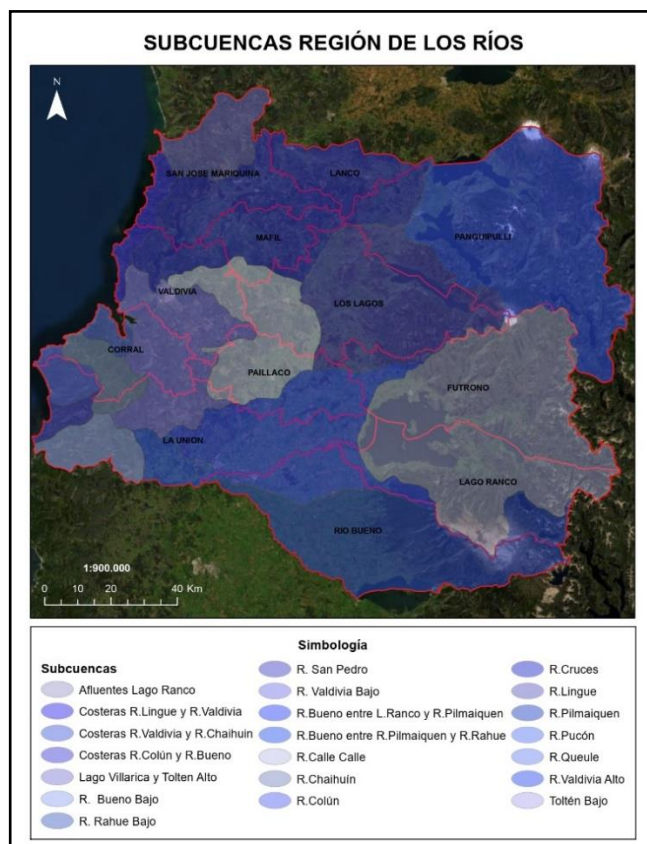 SUBCUENCAS REGIÓN DE LOS RÍOS
N
SAN JOSE MARIQUINA
LANCO
MAFIL
PANGUIPULLI
VALDIVIA
LOS LAGOS
CORRAL
PAILLACO
FUTRONO
LA UNION
LAGO RANCO
RIO BUENO
1:900.000
0 10 20 40 Km
Simbología
Subcuencas
Afluentes Lago Ranco
Costeras R.Lingue y R.Valdivia
Costeras R.Valdivia y R.Chaihuin
Costeras R.Colún y R.Bueno
Lago Villarica y Tolten Alto
R. Bueno Bajo
R. Rahue Bajo
R. San Pedro
R. Valdivia Bajo
R.Bueno entre L.Ranco y R.Pilmaiquen
R.Bueno entre R.Pilmaiquen y R.Rahue
R.Calle Calle
R.Chaihuín
R.Colún
R.Cruces
R.Lingue
R.Pilmaiquen
R.Pucón
R.Queule
R.Valdivia Alto
Toltén Bajo